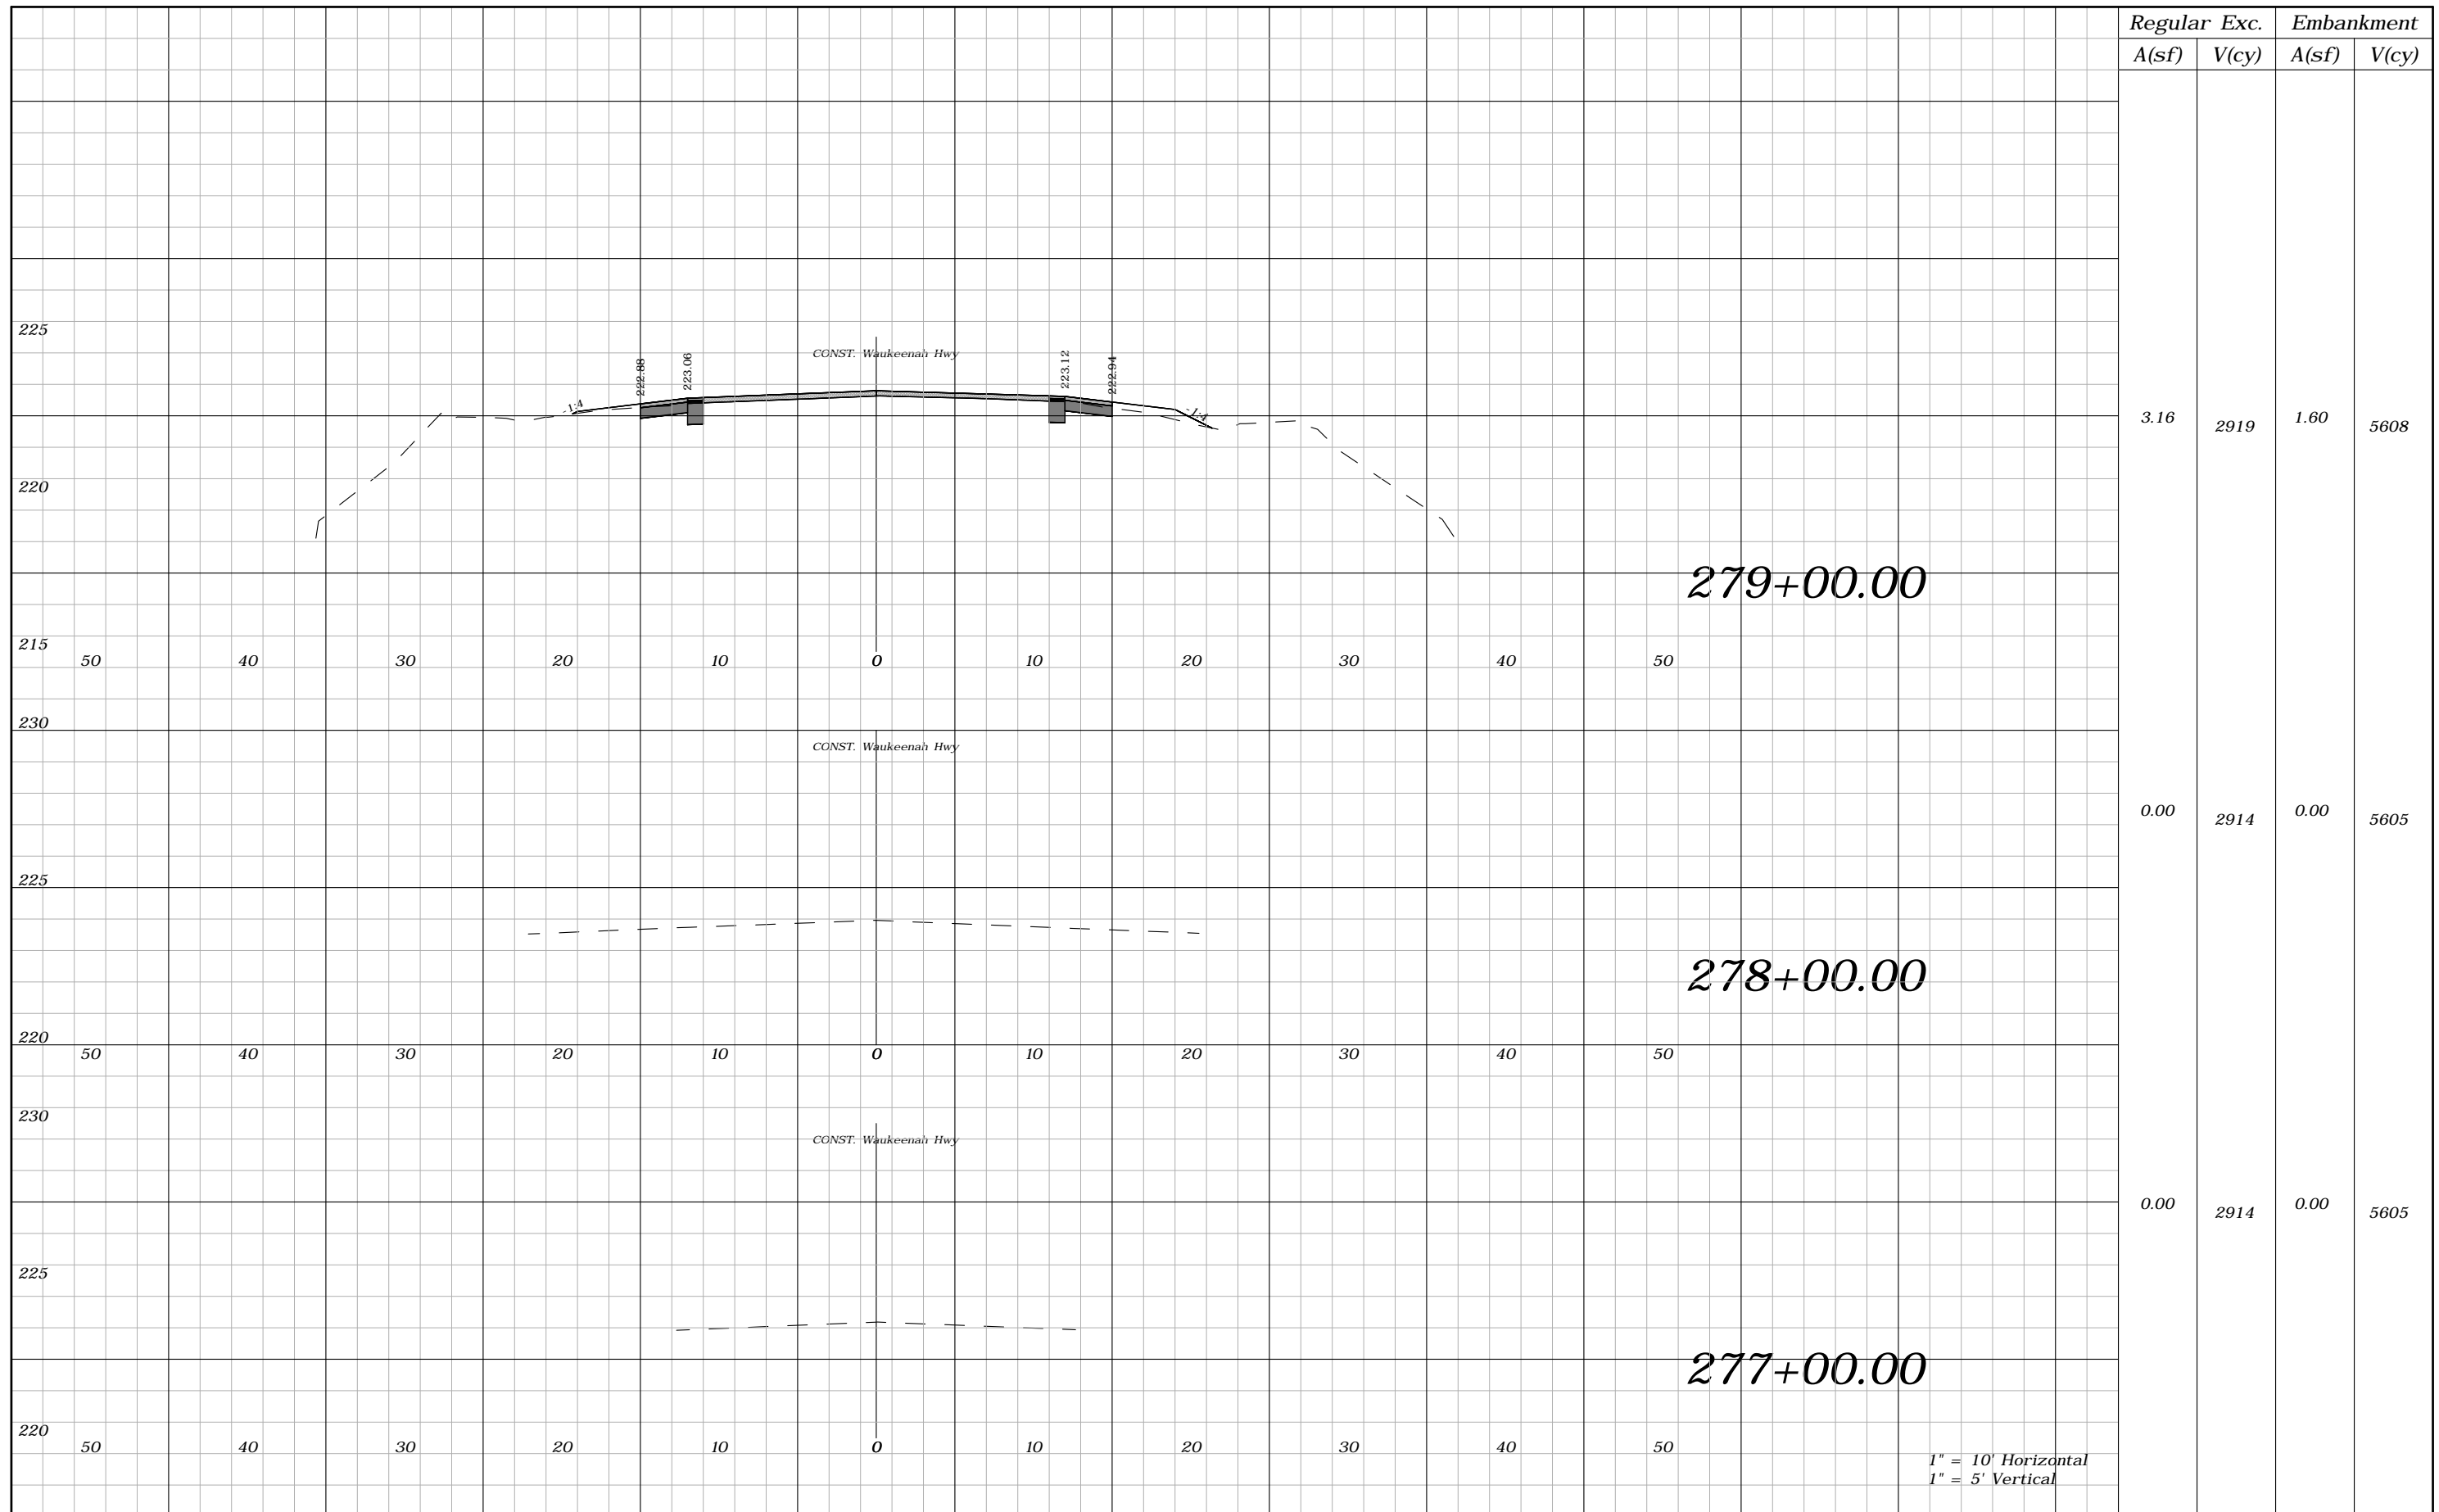 Regular Exc. Embankment
A(sf) V(cy) A(sf) V(cy)
225
CONST. Waukeenah Hwy
222.88 223.06 223.12 222.94
-1:4 -1:4
3.16 2919 1.60 5608
220
279+00.00
215
50 40 30 20 10 0 10 20 30 40 50
230
CONST. Waukeenah Hwy
0.00 2914 0.00 5605
225
278+00.00
220
50 40 30 20 10 0 10 20 30 40 50
230
CONST. Waukeenah Hwy
0.00 2914 0.00 5605
225
277+00.00
220
50 40 30 20 10 0 10 20 30 40 50
1" = 10' Horizontal
1" = 5' Vertical